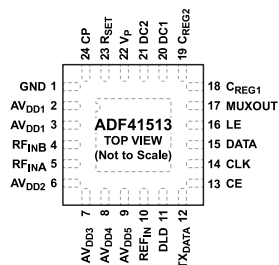 24 CP
23 RSET
22 VP
21 DC2
20 DC1
19 CREG2
GND 1
AVDD1 2
AVDD1 3
RFINB 4
RFINA 5
AVDD2 6
ADF41513
TOP VIEW
(Not to Scale)
18 CREG1
17 MUXOUT
16 LE
15 DATA
14 CLK
13 CE
AVDD3 7
AVDD4 8
AVDD5 9
REFIN 10
DLD 11
TXDATA 12